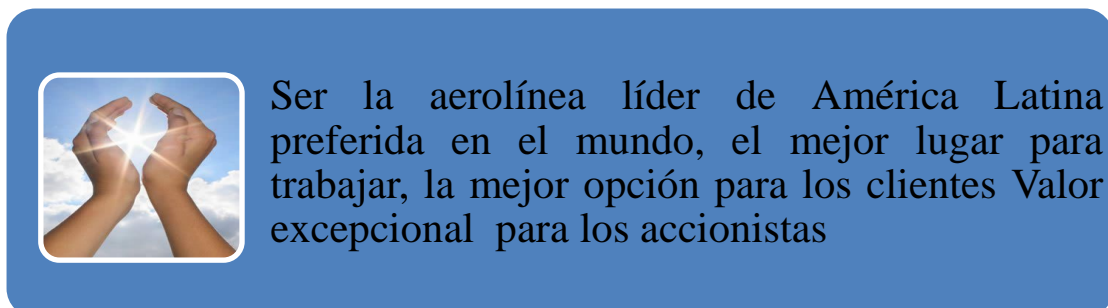 Ser la aerolínea líder de América Latina
preferida en el mundo, el mejor lugar para
trabajar, la mejor opción para los clientes Valor
excepcional  para los accionistas